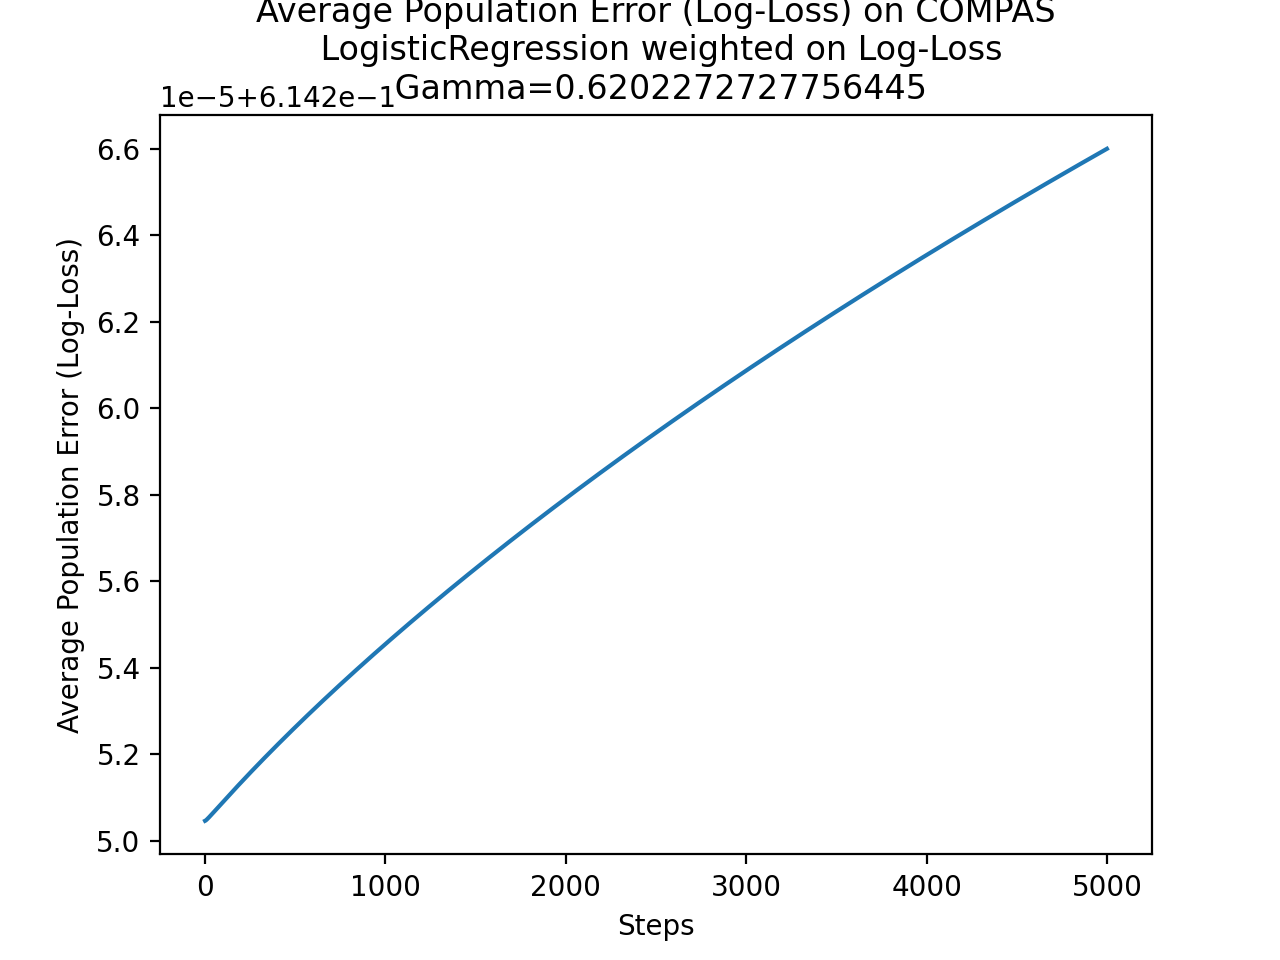 Average Population Error (Log-Loss) on COMPAS
LogisticRegression weighted on Log-Loss
Gamma=0.6202272727756445
1e−5+6.142e−1
6.6
6.4
6.2
6.0
5.8
5.6
5.4
5.2
5.0
Average Population Error (Log-Loss)
0 1000 2000 3000 4000 5000
Steps